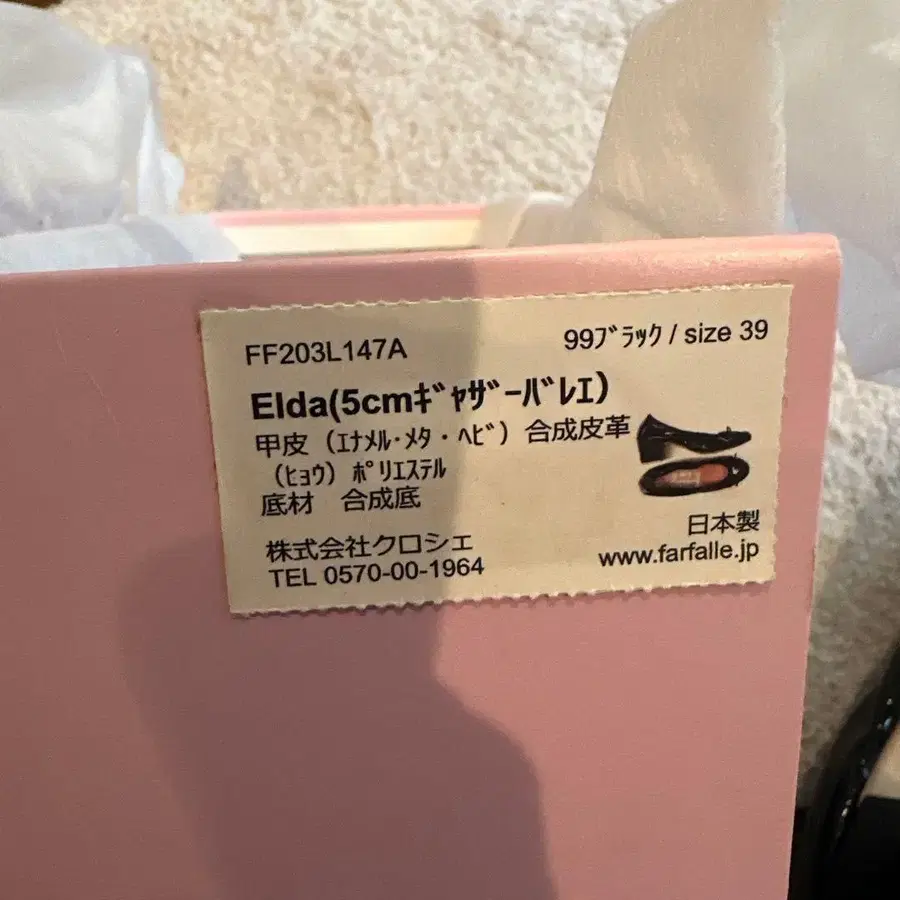 FF203L147A
99ﾌﾞﾗｯｸ / size 39
Elda(5cmｷﾞｬｻﾞｰﾊﾞﾚｴ)
甲皮（ｴﾅﾒﾙ・ﾒﾀ・ﾍﾋﾞ）合成皮革
（ﾋｮｳ）ﾎﾟﾘｴｽﾃﾙ
底材　合成底
株式会社クロシェ
日本製
TEL 0570-00-1964
www.farfalle.jp